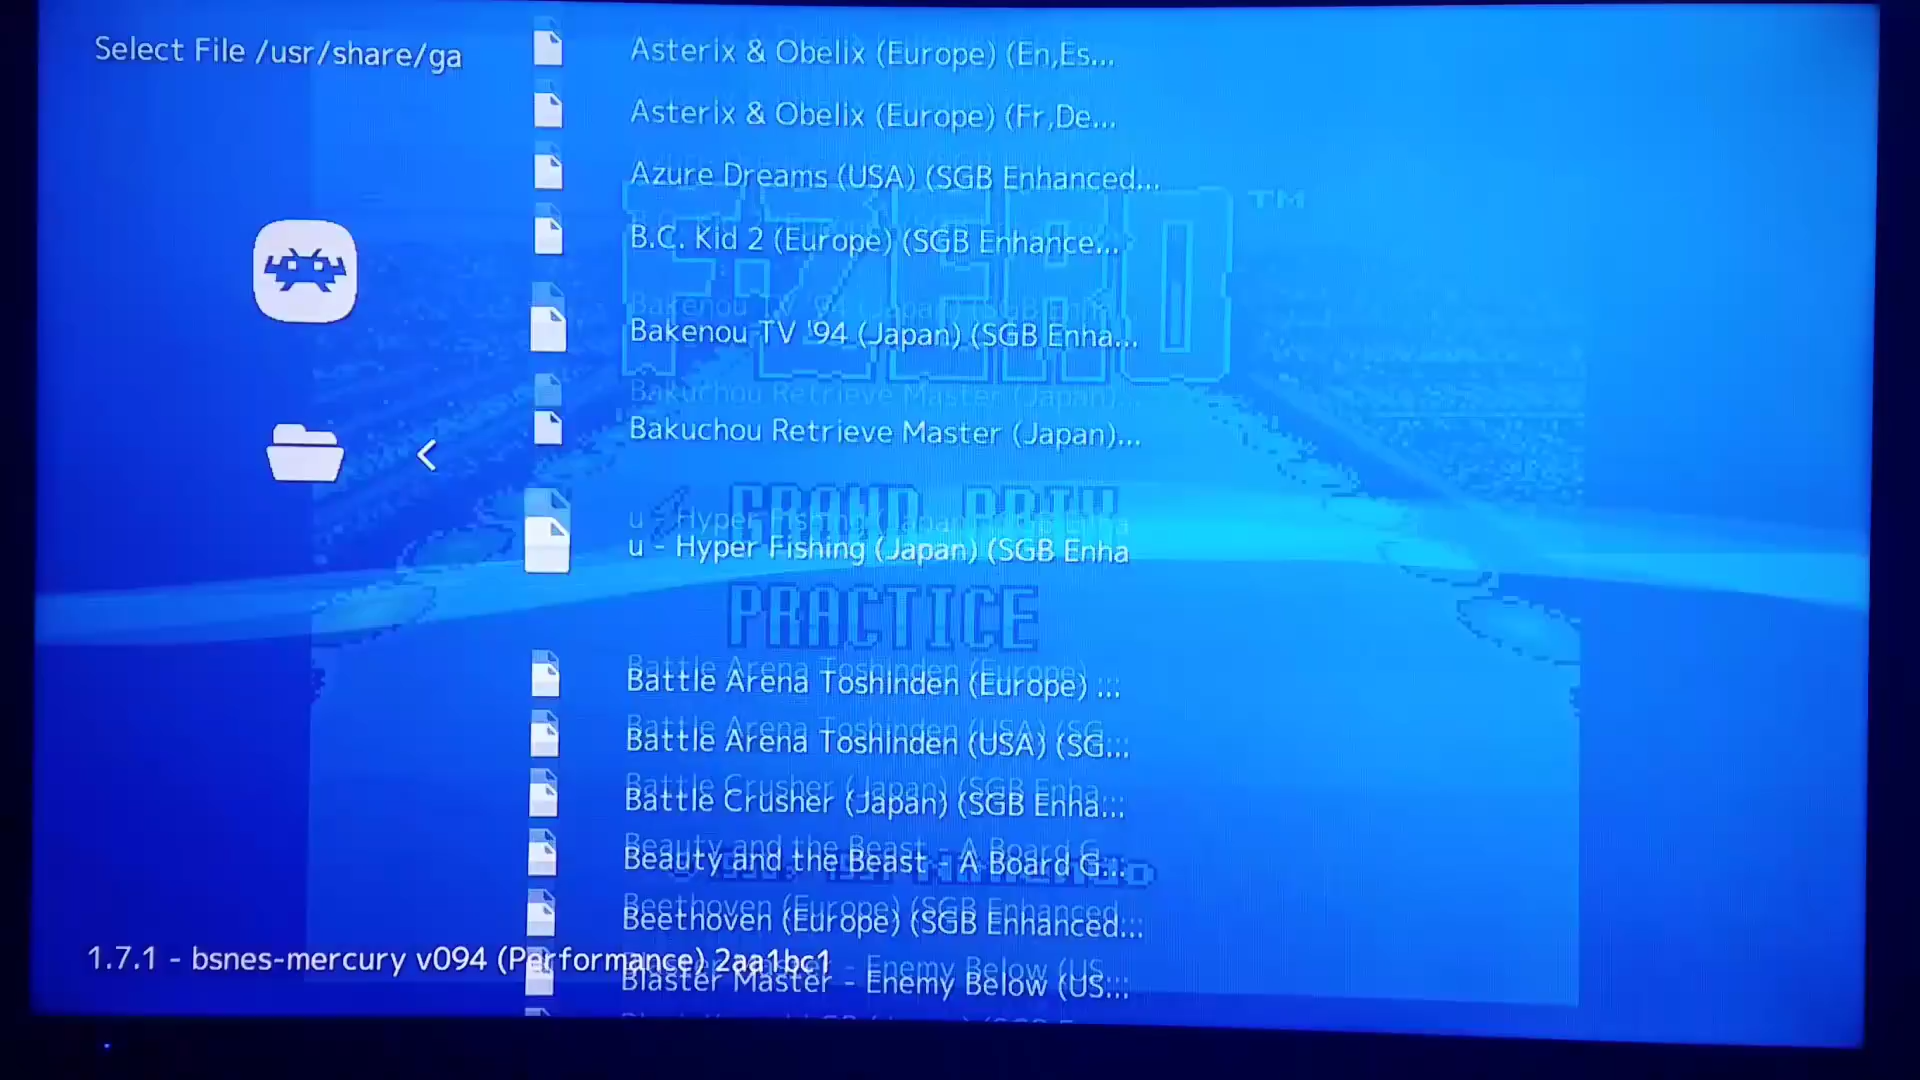 Select File /usr/share/ga
Asterix & Obelix (Europe) (En,Es...
Asterix & Obelix (Europe) (Fr,De...
Azure Dreams (USA) (SGB Enhanced...
TM
B.C. Kid 2 (Europe) (SGB Enhance...
F-ZERO
Bakenou TV '94 (Japan) (SGB Enha...
Bakuchou Retrieve Master (Japan)...
GRAND PRIX
u - Hyper Fishing (Japan) (SGB Enha
PRACTICE
Battle Arena Toshinden (Europe) ...
Battle Arena Toshinden (USA) (SG...
Battle Crusher (Japan) (SGB Enha...
Beauty and the Beast - A Board G...
Beethoven (Europe) (SGB Enhanced...
1.7.1 - bsnes-mercury v094 (Performance) 2aa1bc1
Blaster Master - Enemy Below (US...